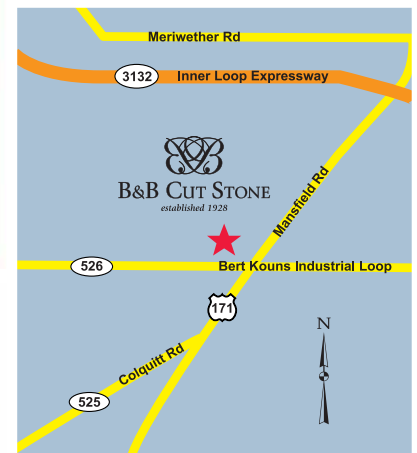 Meriwether Rd
3132
Inner Loop Expressway
B&B CUT STONE
established 1928
Mansfield Rd
526
Bert Kouns Industrial Loop
171
N
Colquitt Rd
525